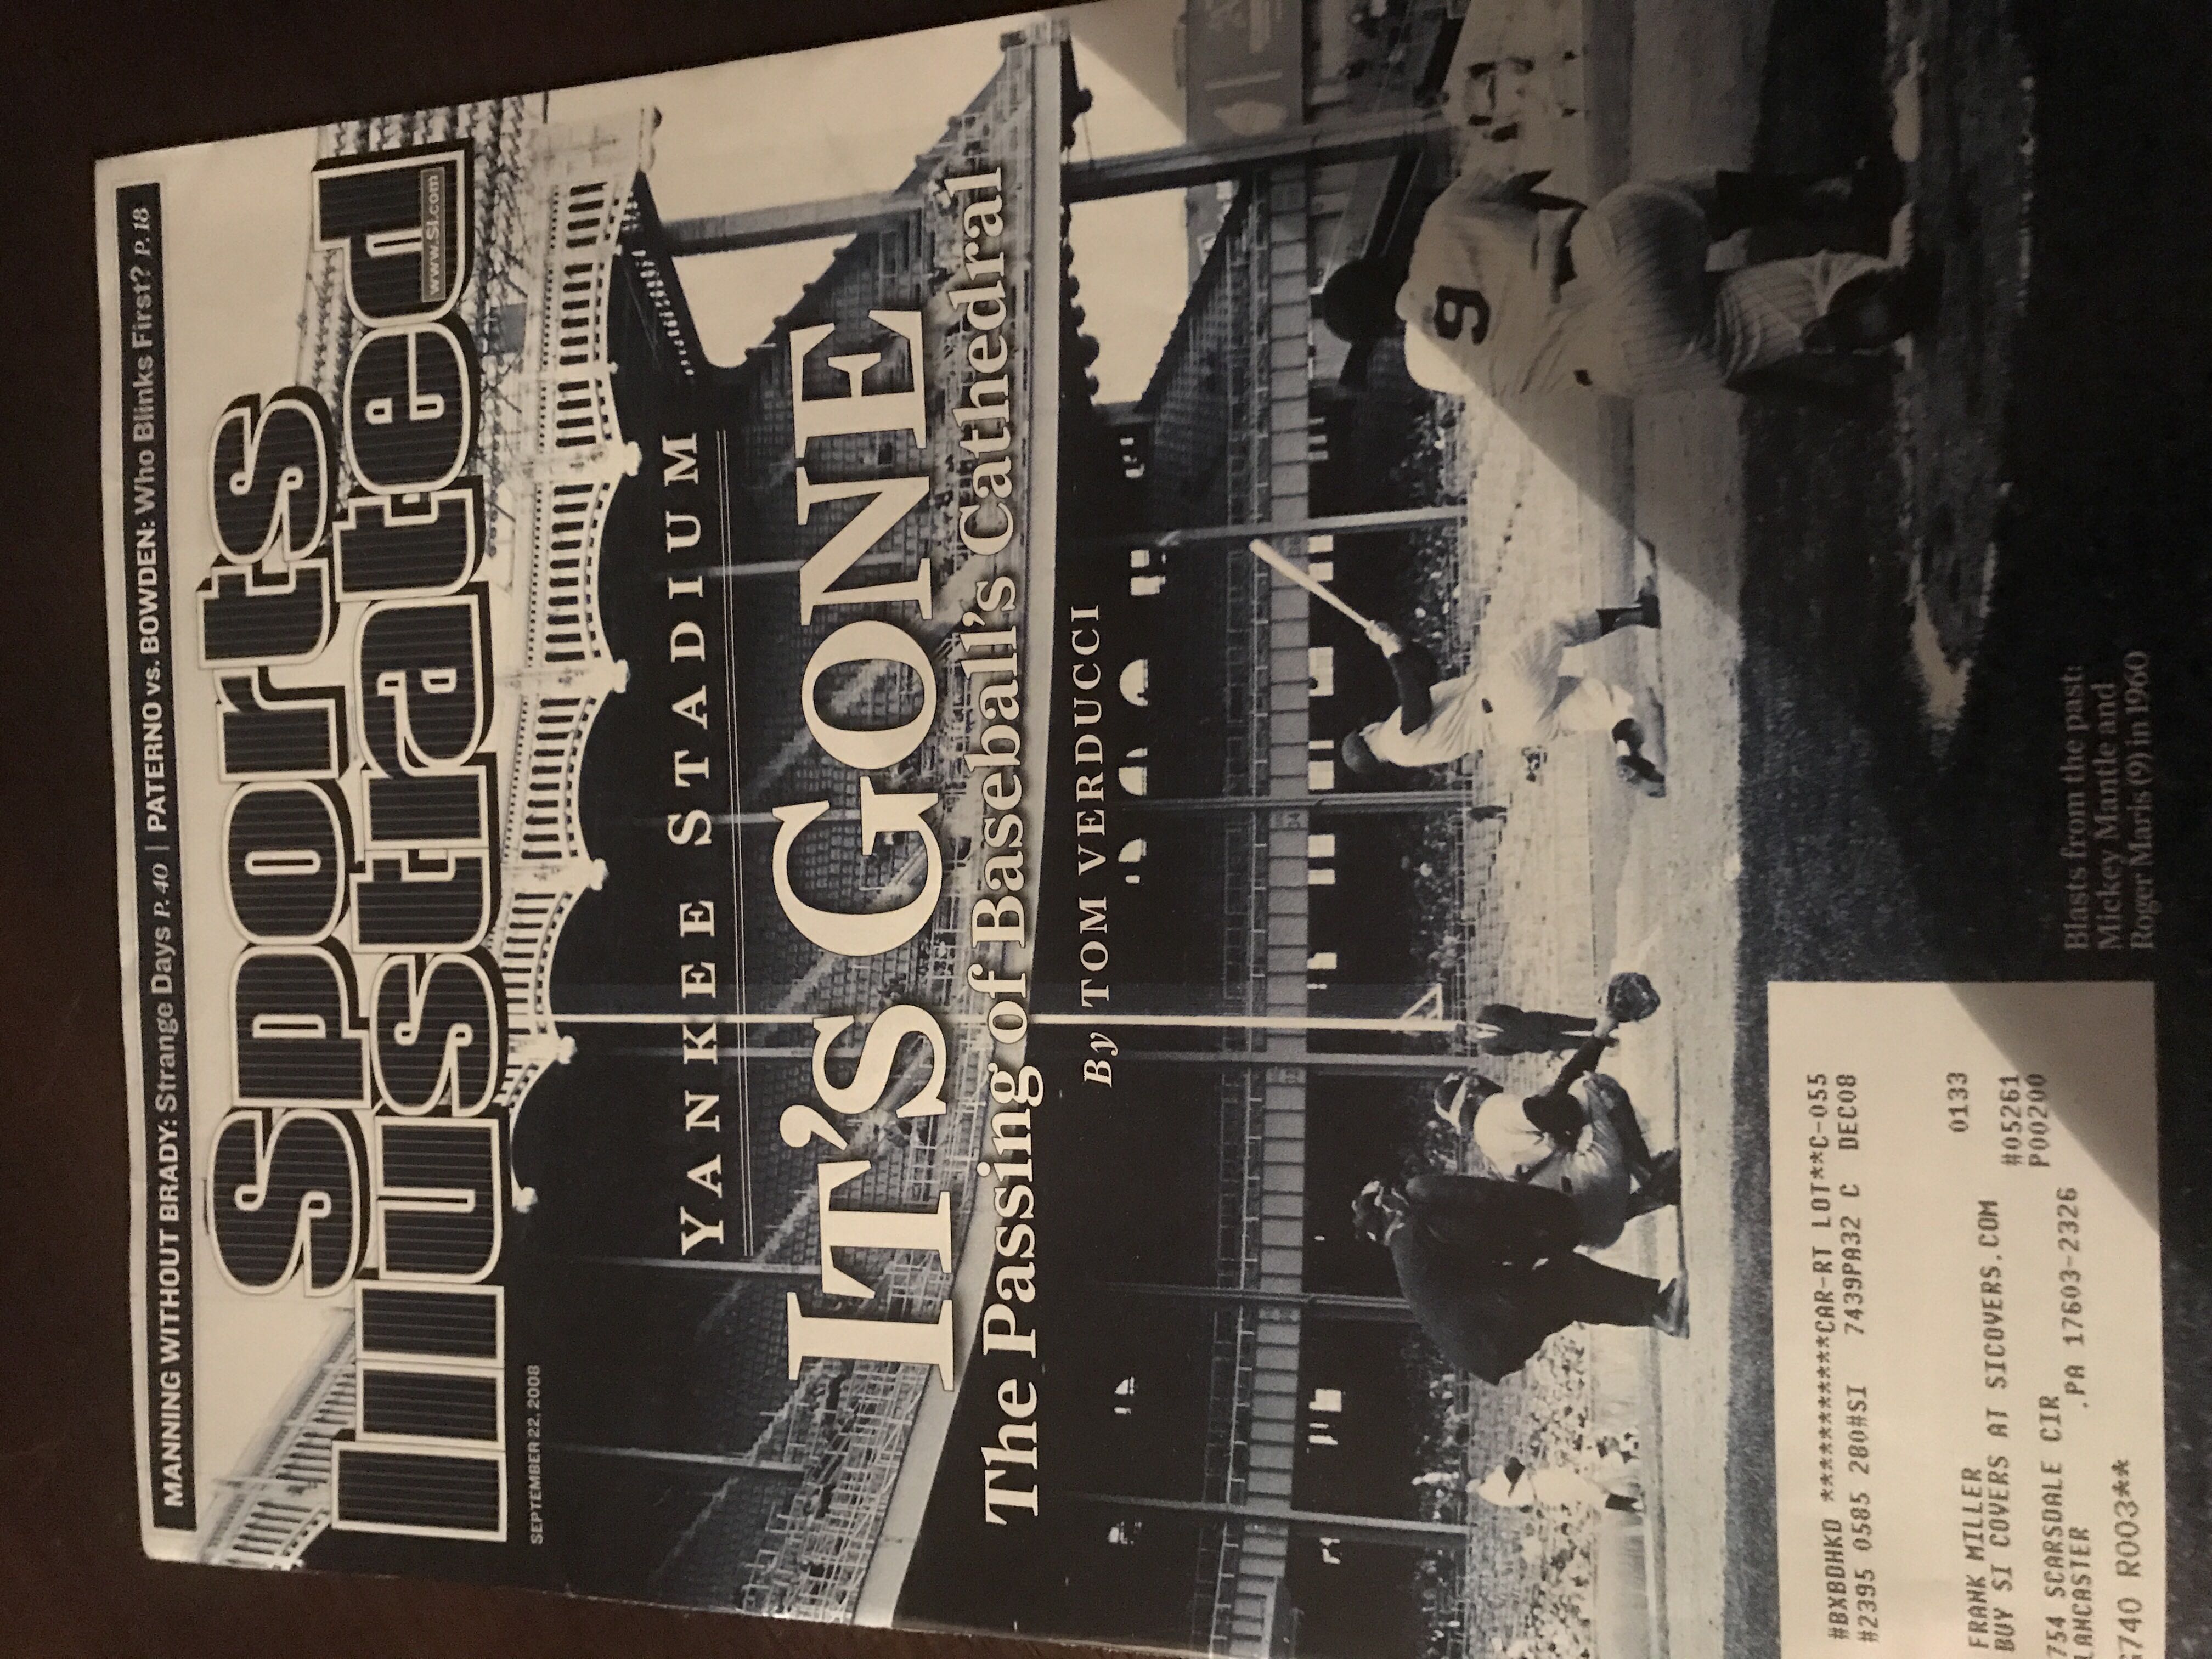 MANNING WITHOUT BRADY: Strange Days P. 40 | PATERNO vs. BOWDEN: Who Blinks First? P. 18
Sports
Illustrated
www.SI.com
SEPTEMBER 22, 2008
YANKEE STADIUM
IT'S GONE
The Passing of Baseball's Cathedral
By TOM VERDUCCI
9
Blasts from the past:
Mickey Mantle and
Roger Maris (9) in 1960
#BXBDHKD **************CAR-RT LOT**C-055
#2395 0585 280#SI 7439PA32 C DEC08
0133
FRANK MILLER
BUY SI COVERS AT SICOVERS.COM #05261
754 SCARSDALE CIR P00200
LANCASTER ,PA 17603-2326
G740 R003**